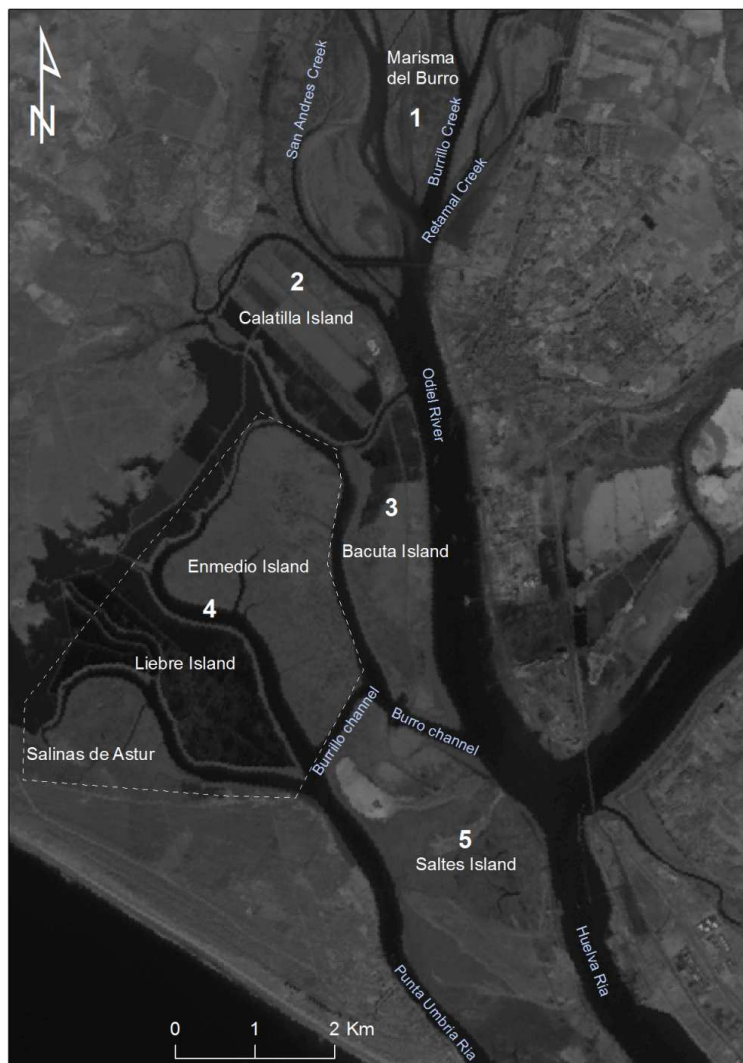 N
Marisma
del Burro
1
San Andres Creek
Burrillo Creek
Retamal Creek
2
Calatilla Island
Odiel River
3
Bacuta Island
Enmedio Island
4
Liebre Island
Salinas de Astur
Burrillo channel
Burro channel
5
Saltes Island
Huelva Ria
Punta Umbria Ria
0 1 2 Km